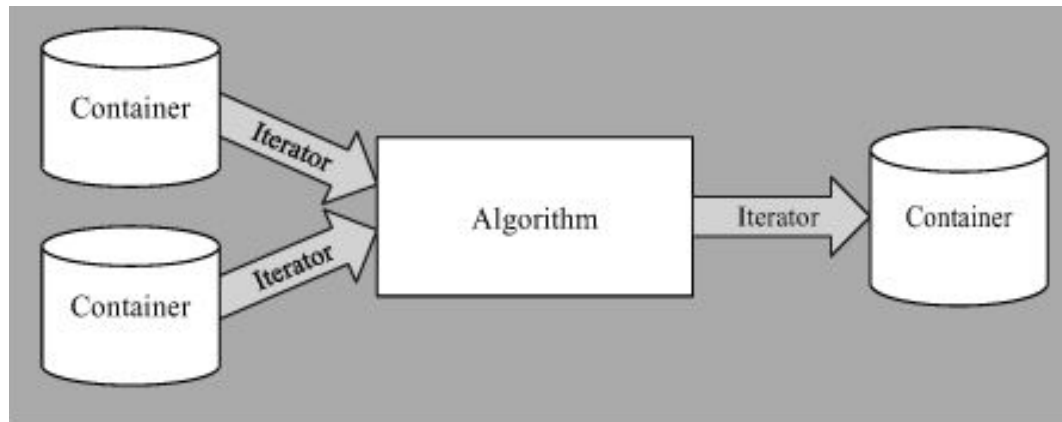 Container
Iterator
Container
Iterator
Algorithm
Iterator
Container